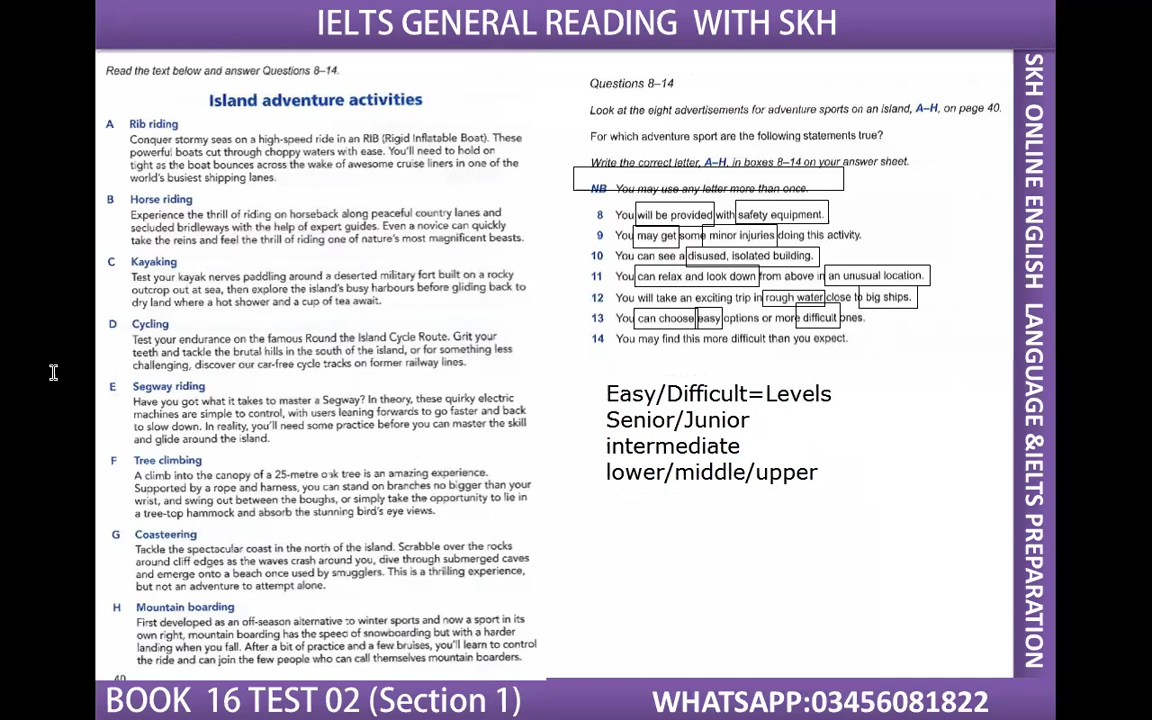 IELTS GENERAL READING WITH SKH
Read the text below and answer Questions 8–14.
Island adventure activities
A Rib riding
Conquer stormy seas on a high-speed ride in an RIB (Rigid Inflatable Boat). These
powerful boats cut through choppy waters with ease. You'll need to hold on
tight as the boat bounces across the wake of awesome cruise liners in one of the
world's busiest shipping lanes.
B Horse riding
Experience the thrill of riding on horseback along peaceful country lanes and
secluded bridleways with the help of expert guides. Even a novice can quickly
take the reins and feel the thrill of riding one of nature's most magnificent beasts.
C Kayaking
Test your kayak nerves paddling around a deserted military fort built on a rocky
outcrop out at sea, then explore the island's busy harbours before gliding back to
dry land where a hot shower and a cup of tea await.
D Cycling
Test your endurance on the famous Round the Island Cycle Route. Grit your
teeth and tackle the brutal hills in the south of the island, or for something less
challenging, discover our car-free cycle tracks on former railway lines.
E Segway riding
Have you got what it takes to master a Segway? In theory, these quirky electric
machines are simple to control, with users leaning forwards to go faster and back
to slow down. In reality, you'll need some practice before you can master the skill
and glide around the island.
F Tree climbing
A climb into the canopy of a 25-metre oak tree is an amazing experience.
Supported by a rope and harness, you can stand on branches no bigger than your
wrist, and swing out between the boughs, or simply take the opportunity to lie in
a tree-top hammock and absorb the stunning bird's eye views.
G Coasteering
Tackle the spectacular coast in the north of the island. Scrabble over the rocks
around cliff edges as the waves crash around you, dive through submerged caves
and emerge onto a beach once used by smugglers. This is a thrilling experience,
but not an adventure to attempt alone.
H Mountain boarding
First developed as an off-season alternative to winter sports and now a sport in its
own right, mountain boarding has the speed of snowboarding but with a harder
landing when you fall. After a bit of practice and a few bruises, you'll learn to control
the ride and can join the few people who can call themselves mountain boarders.
40
Questions 8–14
Look at the eight advertisements for adventure sports on an island, A–H, on page 40.
For which adventure sport are the following statements true?
Write the correct letter, A–H, in boxes 8–14 on your answer sheet.
NB You may use any letter more than once.
8 You will be provided with safety equipment.
9 You may get some minor injuries doing this activity.
10 You can see a disused, isolated building.
11 You can relax and look down from above in an unusual location.
12 You will take an exciting trip in rough water close to big ships.
13 You can choose easy options or more difficult ones.
14 You may find this more difficult than you expect.
Easy/Difficult=Levels
Senior/Junior
intermediate
lower/middle/upper
SKH ONLINE ENGLISH LANGUAGE &IELTS PREPARATION
BOOK 16 TEST 02 (Section 1)
WHATSAPP:03456081822